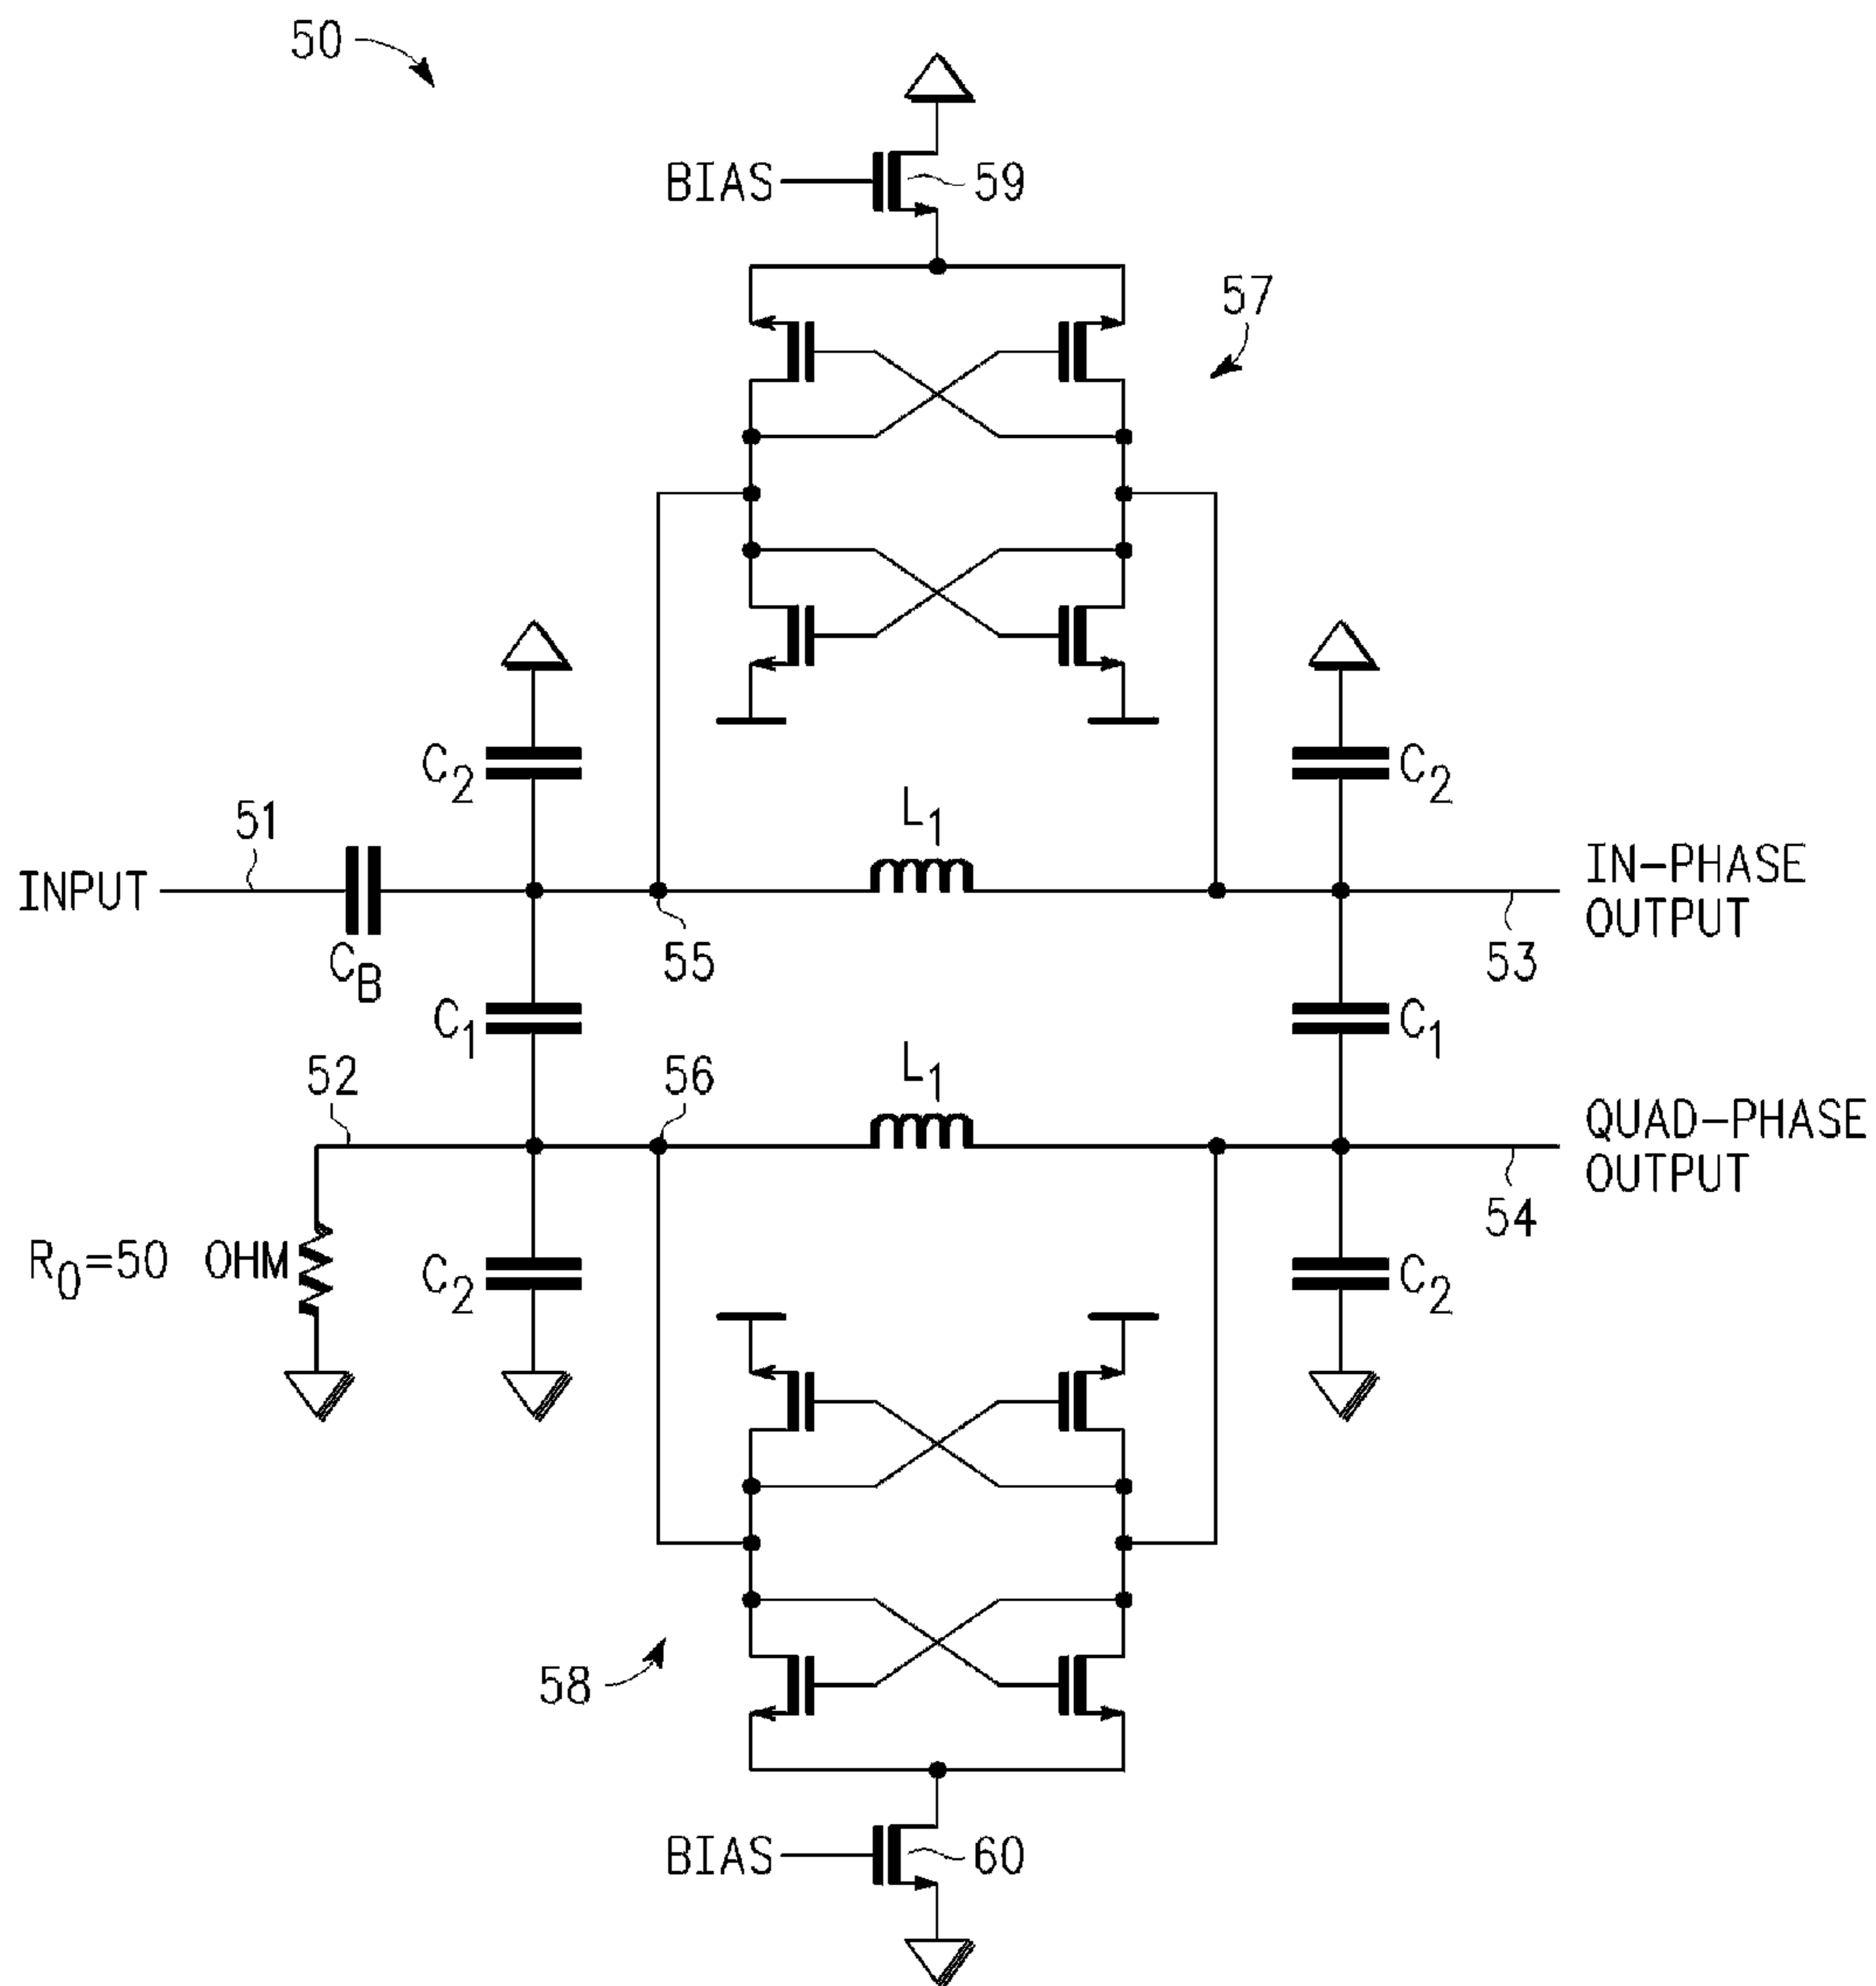 50
BIAS
59
57
C2
L1
C2
51
INPUT
IN-PHASE
OUTPUT
CB
55
53
C1
C1
52
56
L1
QUAD-PHASE
OUTPUT
54
R0=50 OHM
C2
C2
58
BIAS
60